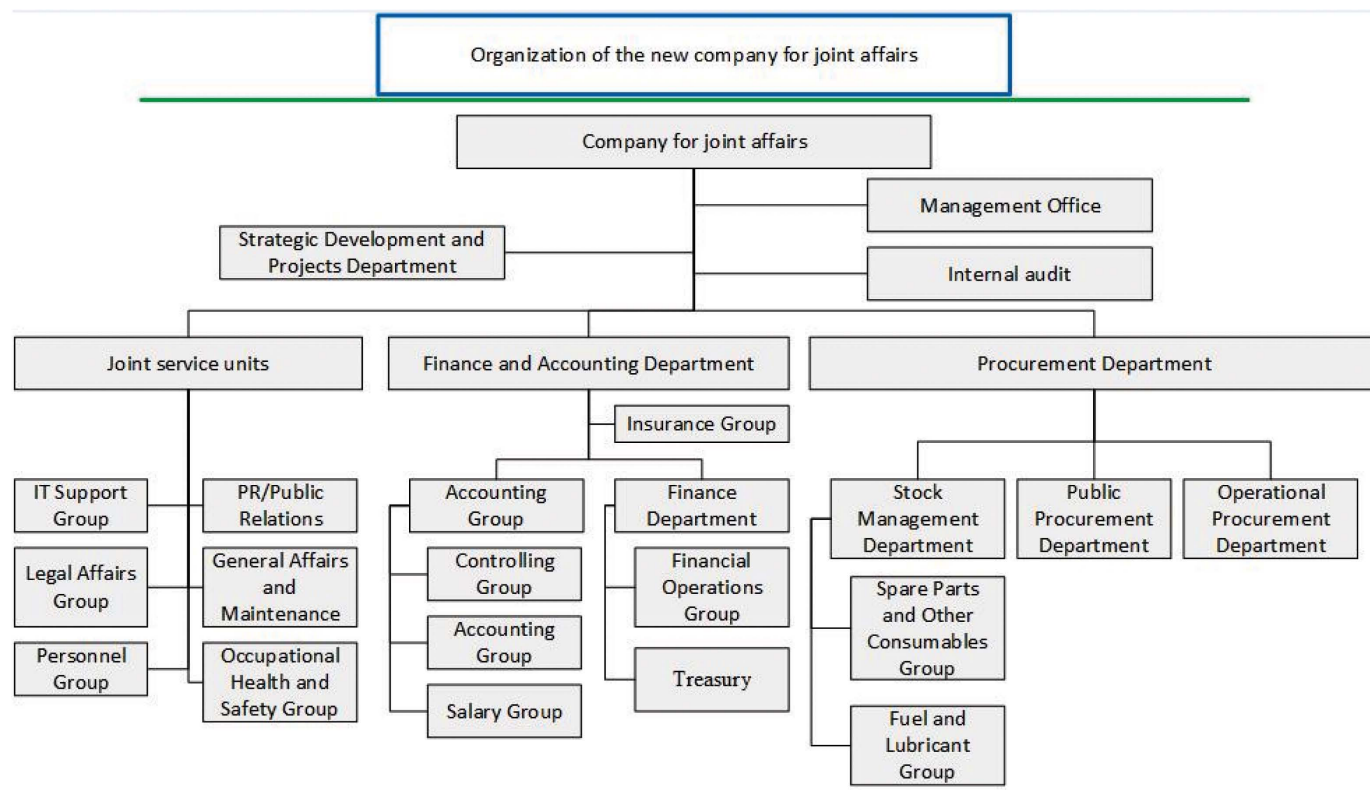 Organization of the new company for joint affairs
Company for joint affairs
Management Office
Strategic Development and
Projects Department
Internal audit
Joint service units
Finance and Accounting Department
Procurement Department
Insurance Group
IT Support
Group
PR/Public
Relations
Accounting
Group
Finance
Department
Stock
Management
Department
Public
Procurement
Department
Operational
Procurement
Department
Legal Affairs
Group
General Affairs
and
Maintenance
Controlling
Group
Financial
Operations
Group
Spare Parts
and Other
Consumables
Group
Personnel
Group
Occupational
Health and
Safety Group
Accounting
Group
Treasury
Salary Group
Fuel and
Lubricant
Group